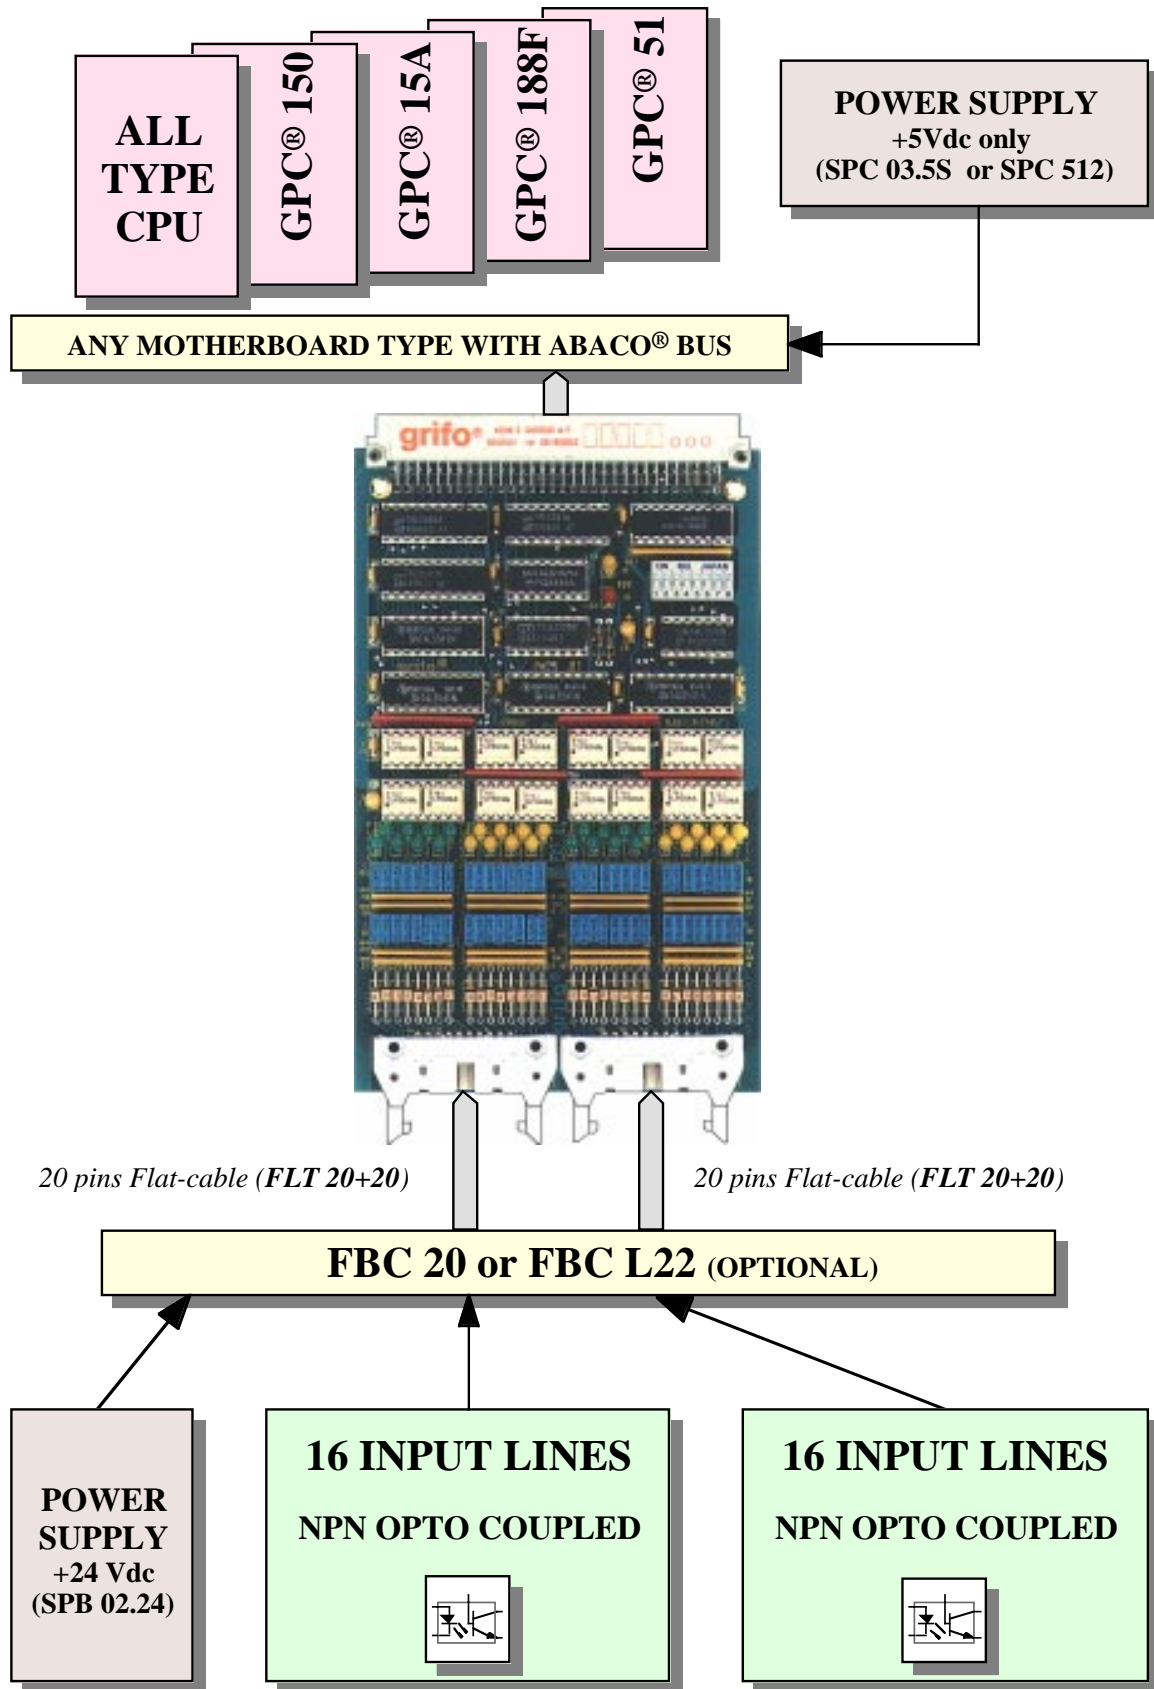 ALL
TYPE
CPU
GPC® 150
GPC® 15A
GPC® 188F
GPC® 51
POWER SUPPLY
+5Vdc only
(SPC 03.5S or SPC 512)
ANY MOTHERBOARD TYPE WITH ABACO® BUS
grifo®
20 pins Flat-cable (FLT 20+20)
20 pins Flat-cable (FLT 20+20)
FBC 20 or FBC L22 (OPTIONAL)
POWER
SUPPLY
+24 Vdc
(SPB 02.24)
16 INPUT LINES
NPN OPTO COUPLED
16 INPUT LINES
NPN OPTO COUPLED